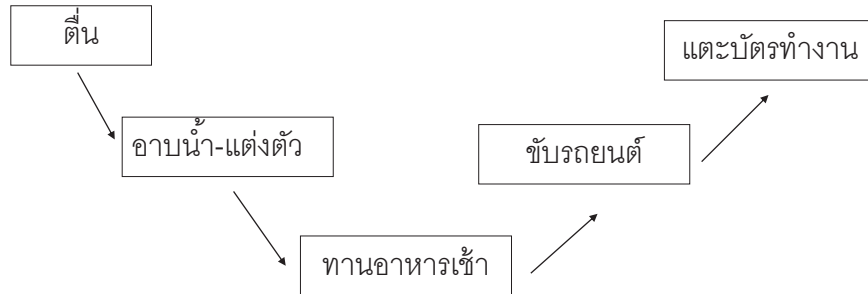 ตื่น
อาบน้ำ-แต่งตัว
ทานอาหารเช้า
ขับรถยนต์
แตะบัตรทำงาน